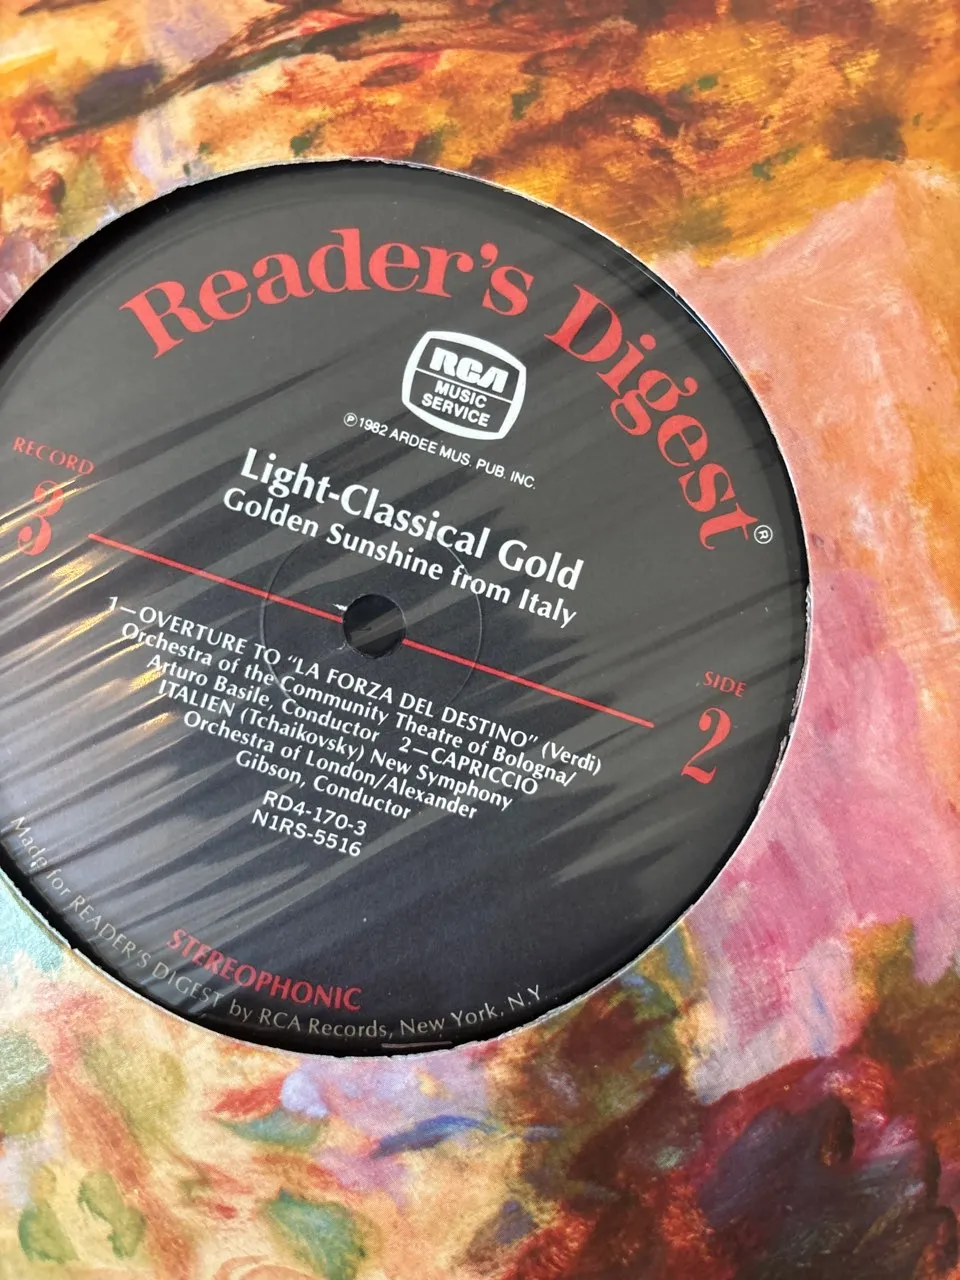 Reader's Digest®
RCA
MUSIC
SERVICE
℗1982 ARDEE MUS. PUB. INC.
Light-Classical Gold
Golden Sunshine from Italy
RECORD
3
SIDE
2
1—OVERTURE TO "LA FORZA DEL DESTINO" (Verdi)
Orchestra of the Community Theatre of Bologna/
Arturo Basile, Conductor 2—CAPRICCIO
ITALIEN (Tchaikovsky) New Symphony
Orchestra of London/Alexander
Gibson, Conductor
RD4-170-3
N1RS-5516
STEREOPHONIC
Made for READER'S DIGEST by RCA Records, New York, N.Y.